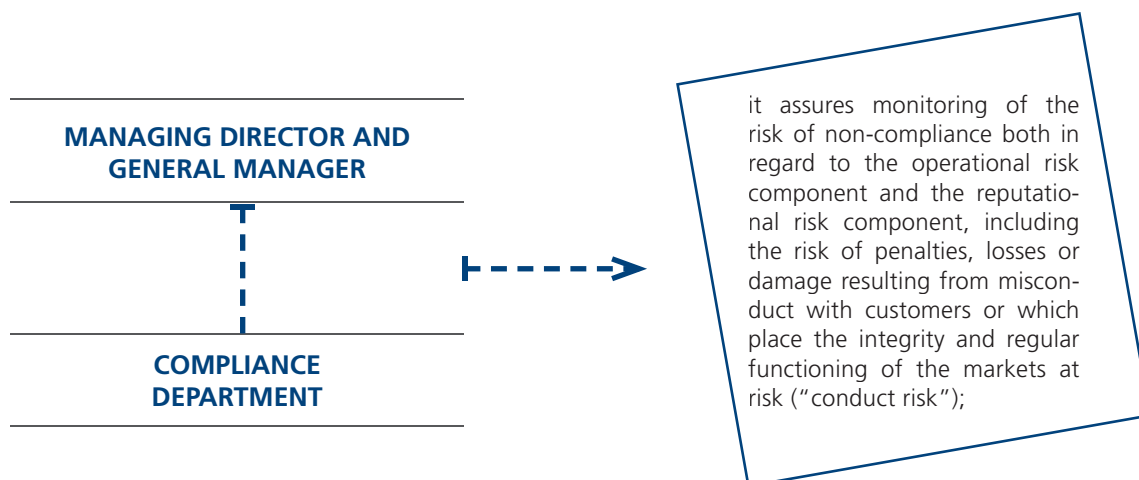 MANAGING DIRECTOR AND
GENERAL MANAGER
COMPLIANCE
DEPARTMENT
it assures monitoring of the
risk of non-compliance both in
regard to the operational risk
component and the reputatio-
nal risk component, including
the risk of penalties, losses or
damage resulting from miscon-
duct with customers or which
place the integrity and regular
functioning of the markets at
risk (“conduct risk”);